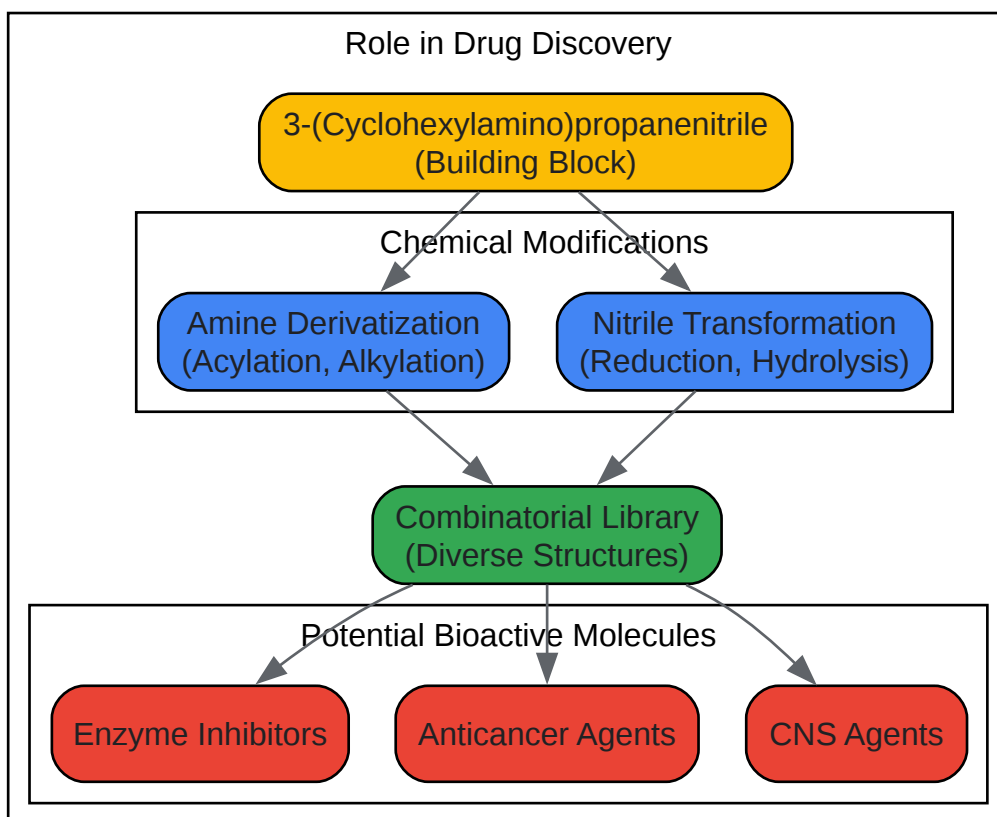 Role in Drug Discovery
3-(Cyclohexylamino)propanenitrile
(Building Block)
Chemical Modifications
Amine Derivatization
(Acylation, Alkylation)
Nitrile Transformation
(Reduction, Hydrolysis)
Combinatorial Library
(Diverse Structures)
Potential Bioactive Molecules
Enzyme Inhibitors
Anticancer Agents
CNS Agents